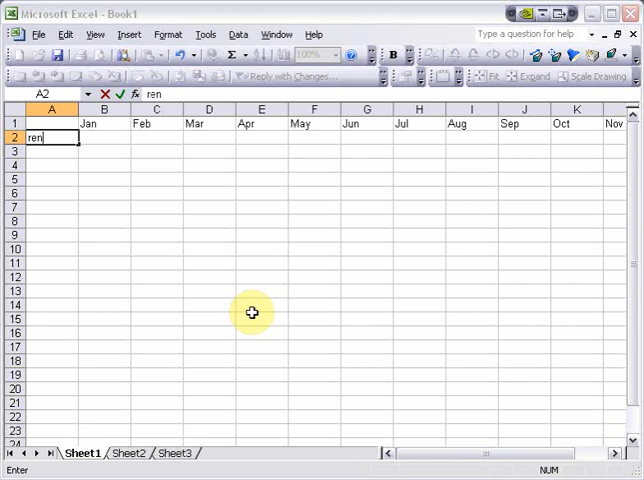 Microsoft Excel - Book1
File Edit View Insert Format Tools Data Window Help Type a question for help
Σ 100% B
Reply with Changes... Fit Expand Scale Drawing
A2 ren
A B C D E F G H I J K
1 Jan Feb Mar Apr May Jun Jul Aug Sep Oct Nov
2 ren
3
4
5
6
7
8
9
10
11
12
13
14
15
16
17
18
19
20
21
22
23
24
Sheet1 Sheet2 Sheet3
Enter NUM